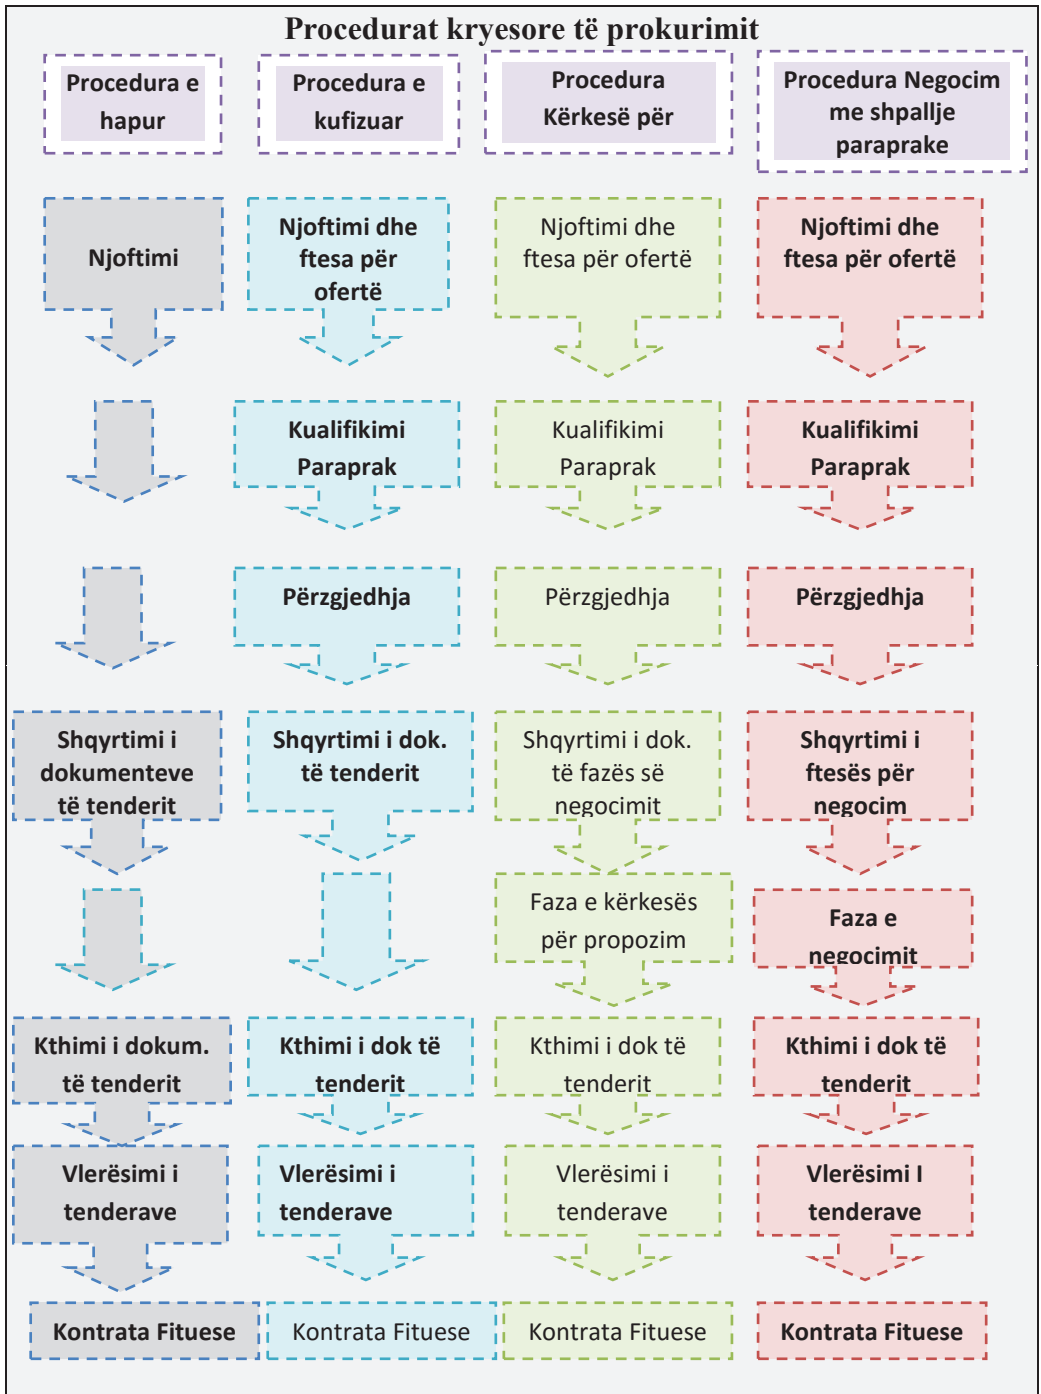 Procedurat kryesore të prokurimit
Procedura e
hapur
Procedura e
kufizuar
Procedura
Kërkesë për
Procedura Negocim
me shpallje
paraprake
Njoftimi
Njoftimi dhe
ftesa për
ofertë
Njoftimi dhe
ftesa për ofertë
Njoftimi dhe
ftesa për ofertë
Kualifikimi
Paraprak
Kualifikimi
Paraprak
Kualifikimi
Paraprak
Përzgjedhja
Përzgjedhja
Përzgjedhja
Shqyrtimi i
dokumenteve
të tenderit
Shqyrtimi i dok.
të tenderit
Shqyrtimi i dok.
të fazës së
negocimit
Shqyrtimi i
ftesës për
negocim
Faza e kërkesës
për propozim
Faza e
negocimit
Kthimi i dokum.
të tenderit
Kthimi i dok të
tenderit
Kthimi i dok të
tenderit
Kthimi i dok të
tenderit
Vlerësimi i
tenderave
Vlerësimi i
tenderave
Vlerësimi i
tenderave
Vlerësimi I
tenderave
Kontrata Fituese
Kontrata Fituese
Kontrata Fituese
Kontrata Fituese